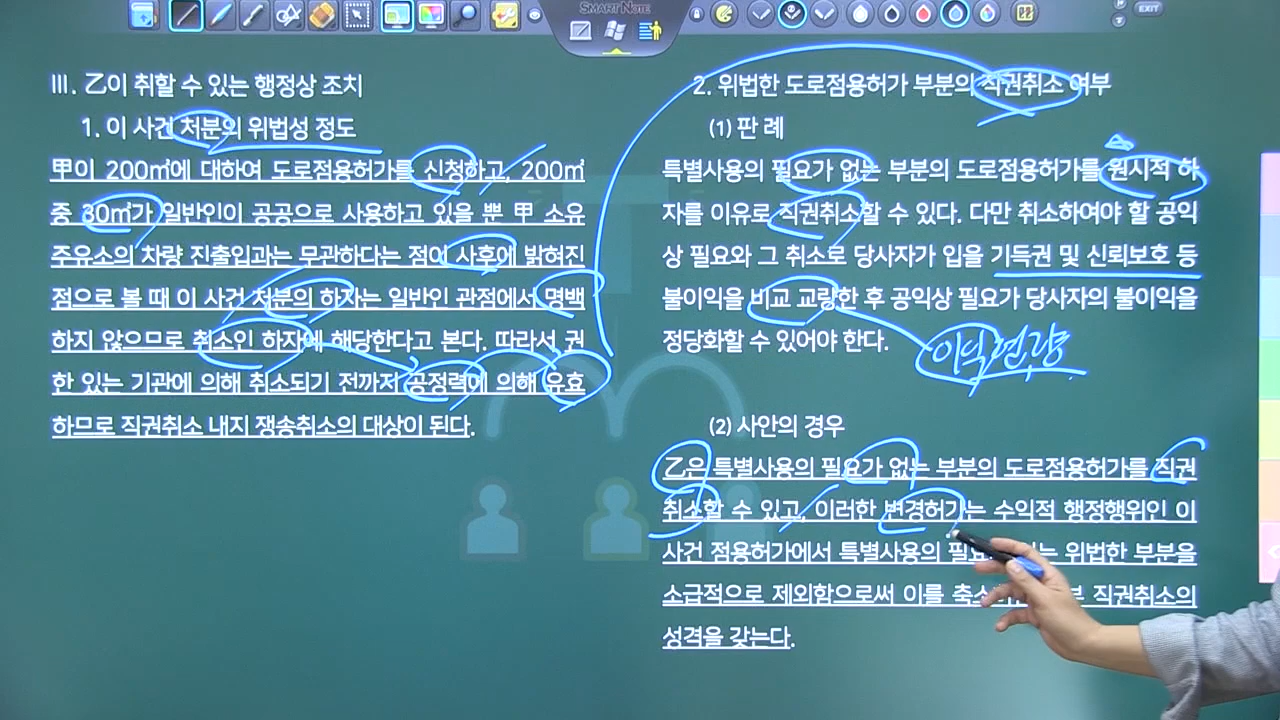 SMART NOTE
EXIT
Ⅲ. 乙이 취할 수 있는 행정상 조치
1. 이 사건 처분의 위법성 정도
甲이 200㎡에 대하여 도로점용허가를 신청하고, 200㎡
중 30㎡가 일반인이 공공으로 사용하고 있을 뿐 甲 소유
주유소의 차량 진출입과는 무관하다는 점이 사후에 밝혀진
점으로 볼 때 이 사건 처분의 하자는 일반인 관점에서 명백
하지 않으므로 취소인 하자에 해당한다고 본다. 따라서 권
한 있는 기관에 의해 취소되기 전까지 공정력에 의해 유효
하므로 직권취소 내지 쟁송취소의 대상이 된다.
2. 위법한 도로점용허가 부분의 직권취소 여부
(1) 판 례
특별사용의 필요가 없는 부분의 도로점용허가를 원시적 하
자를 이유로 직권취소할 수 있다. 다만 취소하여야 할 공익
상 필요와 그 취소로 당사자가 입을 기득권 및 신뢰보호 등
불이익을 비교 교량한 후 공익상 필요가 당사자의 불이익을
정당화할 수 있어야 한다.
이익형량
(2) 사안의 경우
乙은 특별사용의 필요가 없는 부분의 도로점용허가를 직권
취소할 수 있고, 이러한 변경허가는 수익적 행정행위인 이
사건 점용허가에서 특별사용의 위법한 부분을
소급적으로 제외함으로써 이를 직권취소의
성격을 갖는다.